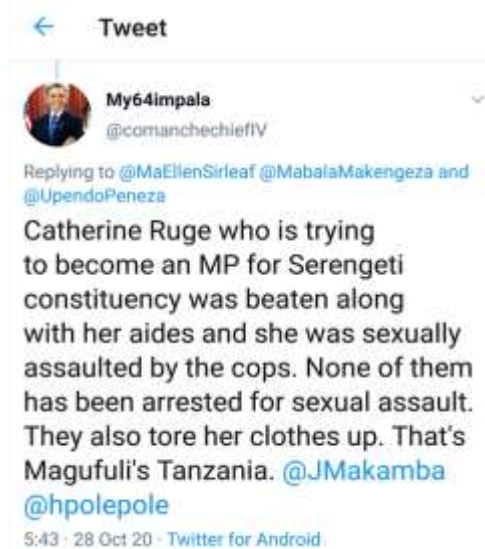 Tweet
My64impala
@comanchechiefIV
Replying to @MaEllenSirleaf @MabalaMakengeza and
@UpendoPeneza
Catherine Ruge who is trying
to become an MP for Serengeti
constituency was beaten along
with her aides and she was sexually
assaulted by the cops. None of them
has been arrested for sexual assault.
They also tore her clothes up. That's
Magufuli's Tanzania. @JMakamba
@hpolepole
5:43 · 28 Oct 20 · Twitter for Android